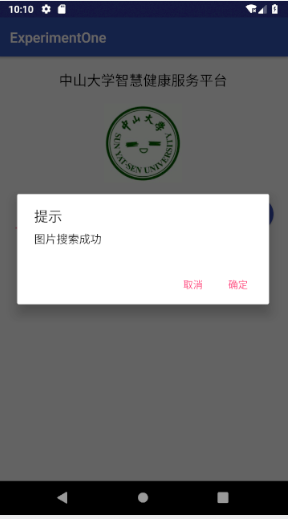 10:10
ExperimentOne
中山大学智慧健康服务平台
中山大学
SUN YAT-SEN UNIVERSITY
提示
图片搜索成功
取消 确定